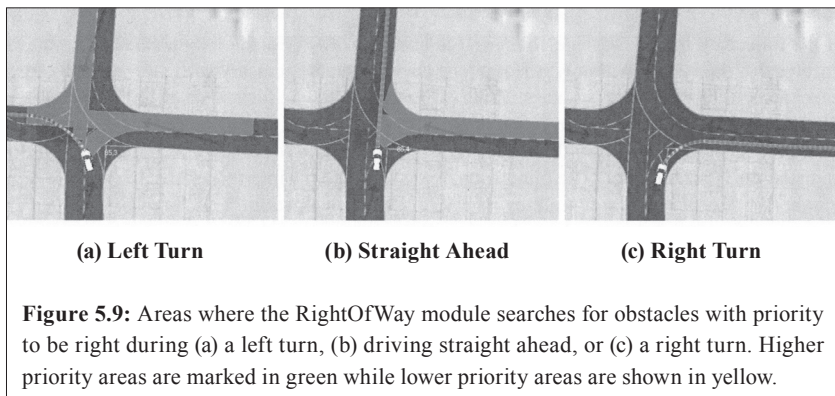 (a) Left Turn
(b) Straight Ahead
(c) Right Turn
Figure 5.9: Areas where the RightOfWay module searches for obstacles with priority
to be right during (a) a left turn, (b) driving straight ahead, or (c) a right turn. Higher
priority areas are marked in green while lower priority areas are shown in yellow.